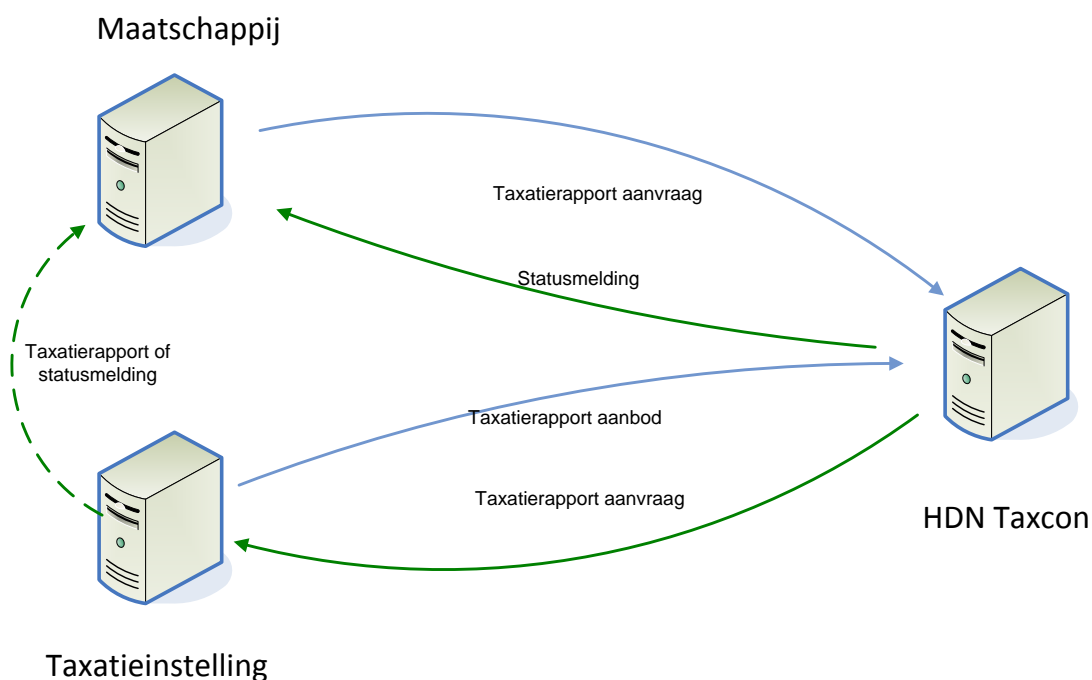 Maatschappij
Taxatierapport aanvraag
Statusmelding
Taxatierapport of
statusmelding
Taxatierapport aanbod
Taxatierapport aanvraag
HDN Taxcon
Taxatieinstelling